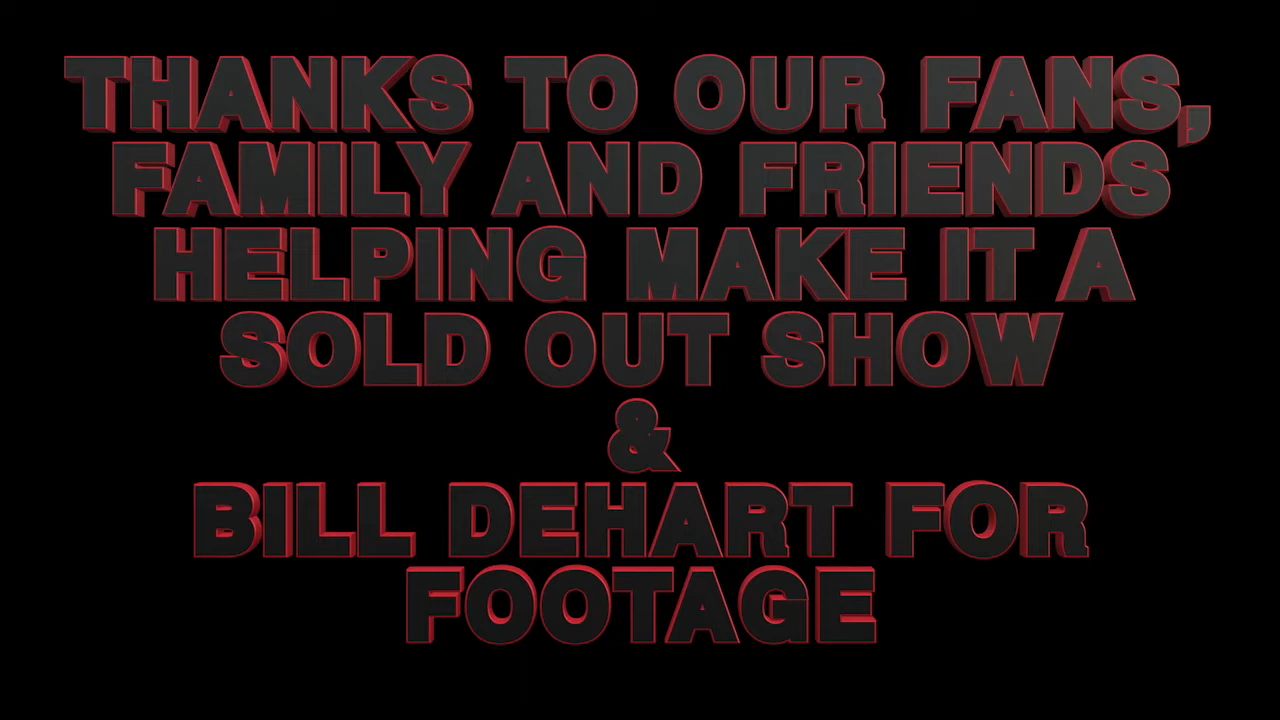 THANKS TO OUR FANS,
FAMILY AND FRIENDS'
HELPING MAKE IT A
SOLD OUT SHOW
&
BILL DEHART FOR
FOOTAGE